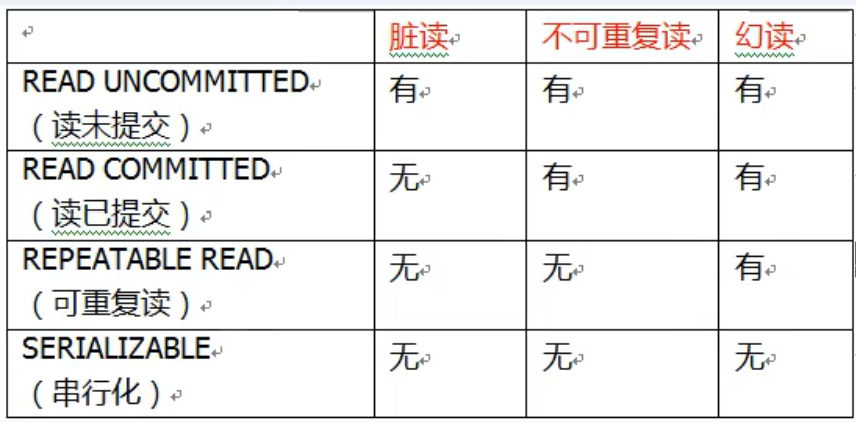 脏读 不可重复读 幻读
READ UNCOMMITTED
（读未提交） 有 有 有
READ COMMITTED
（读已提交） 无 有 有
REPEATABLE READ
（可重复读） 无 无 有
SERIALIZABLE
（串行化） 无 无 无